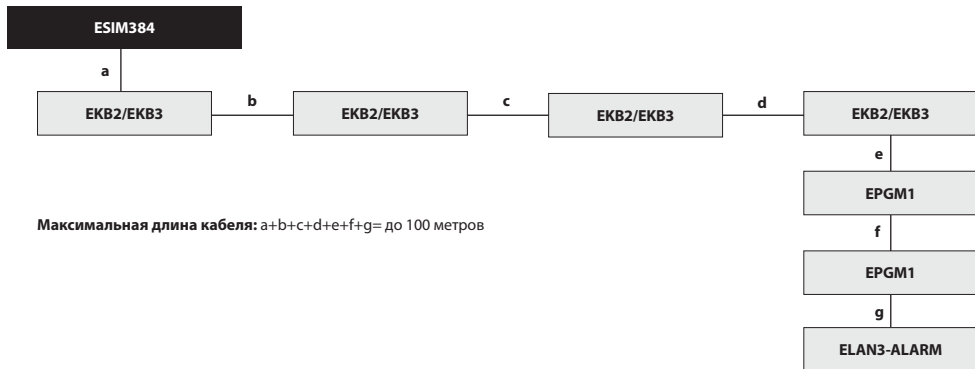 ESIM384
a
EKB2/EKB3
b
EKB2/EKB3
c
EKB2/EKB3
d
EKB2/EKB3
e
EPGM1
Максимальная длина кабеля: a+b+c+d+e+f+g= до 100 метров
f
EPGM1
g
ELAN3-ALARM